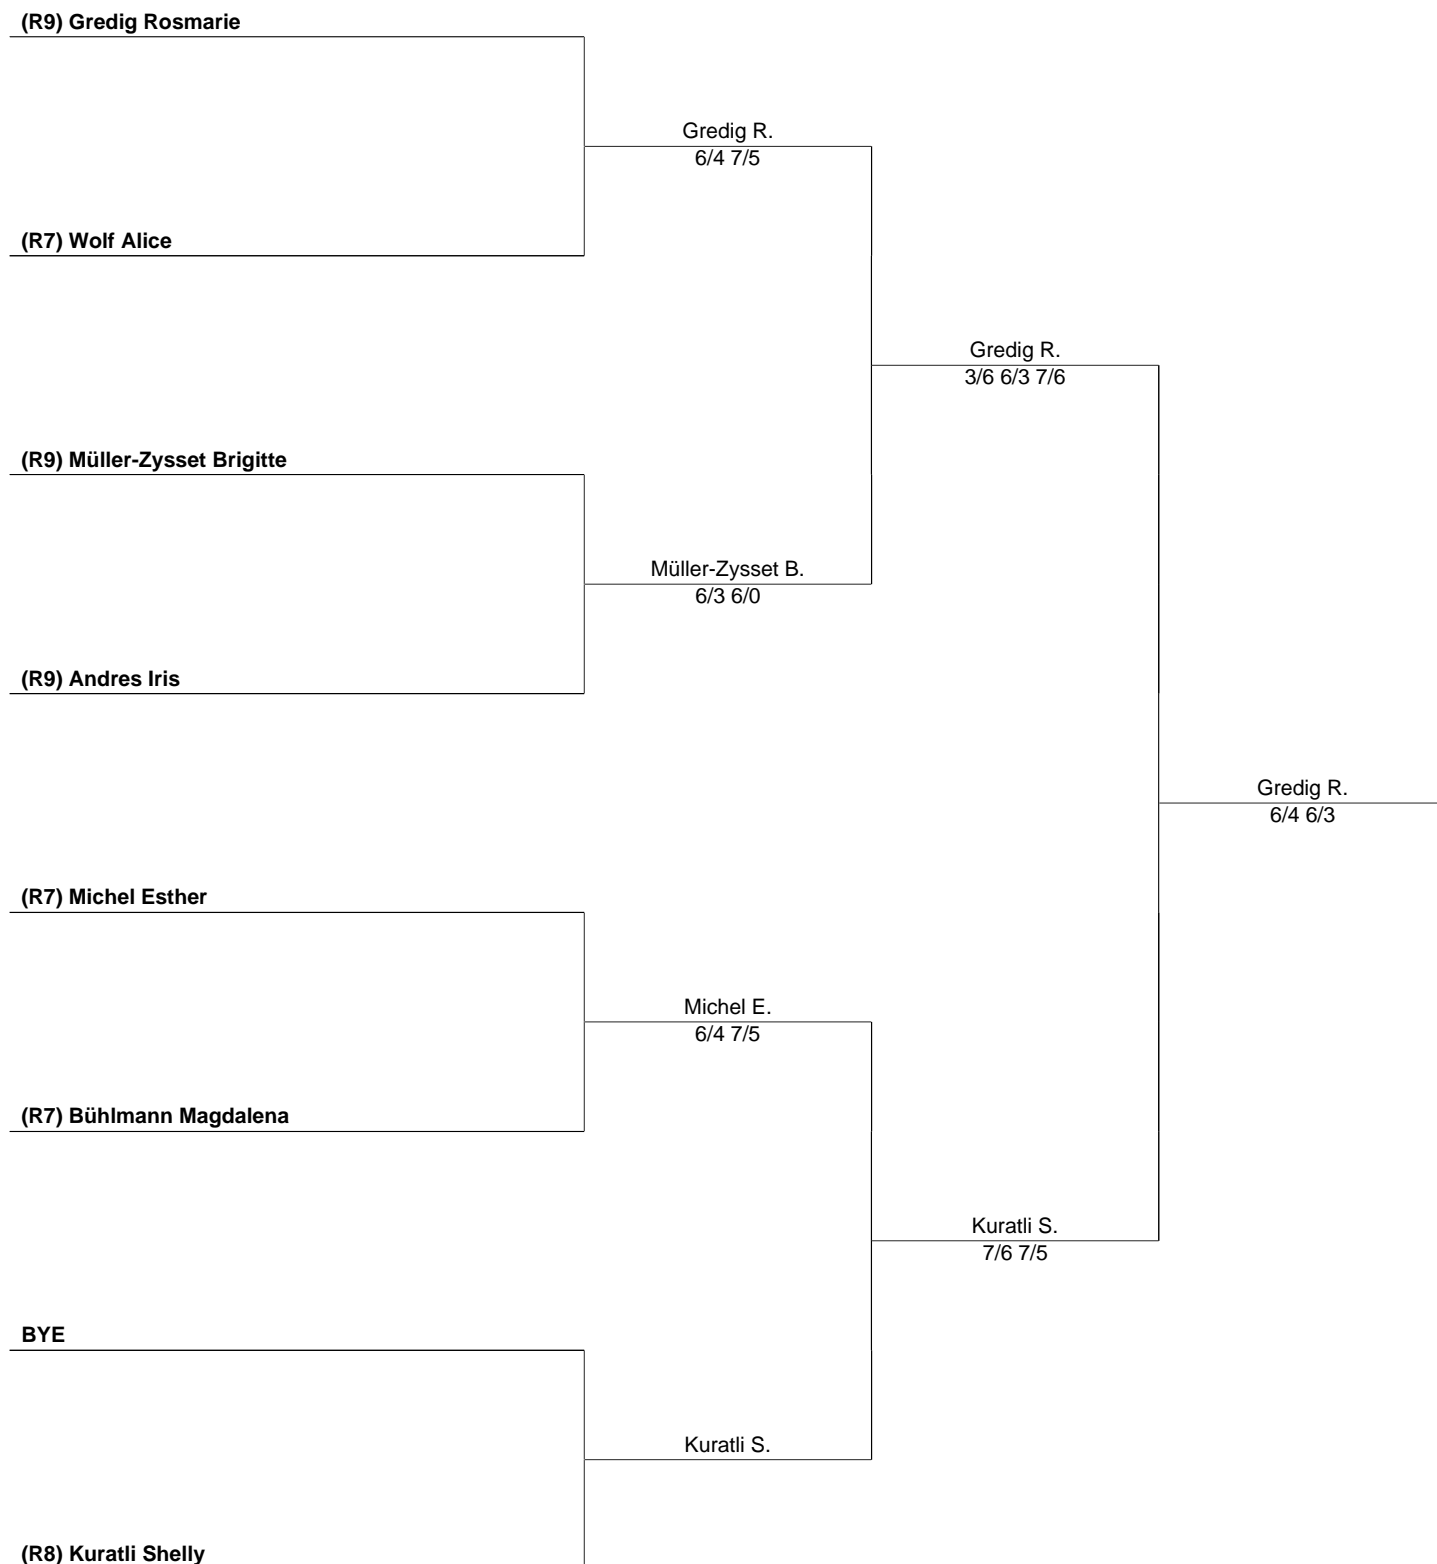 (R9) Gredig Rosmarie
Gredig R.
6/4 7/5
(R7) Wolf Alice
Gredig R.
3/6 6/3 7/6
(R9) Müller-Zysset Brigitte
Müller-Zysset B.
6/3 6/0
(R9) Andres Iris
Gredig R.
6/4 6/3
(R7) Michel Esther
Michel E.
6/4 7/5
(R7) Bühlmann Magdalena
Kuratli S.
7/6 7/5
BYE
Kuratli S.
(R8) Kuratli Shelly